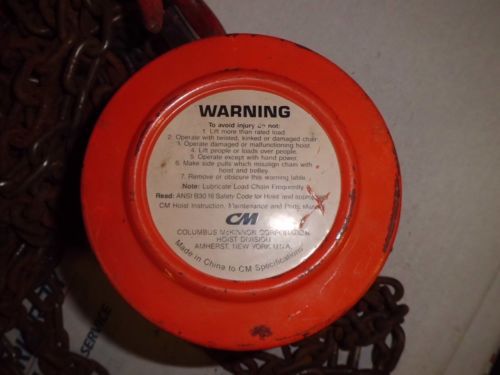 WARNING
To avoid injury do not:
1. Lift more than rated load.
2. Operate with twisted, kinked or damaged chain
3. Operate damaged or malfunctioning hoist.
4. Lift people or loads over people.
5. Operate except with hand power.
6. Make side pulls which misalign chain with
hoist and trolley.
7. Remove or obscure this warning lable.
Note: Lubricate Load Chain Frequently
Read: ANSI B30.16 Safety Code for Hoist and
CM Hoist Instruction, Maintenance and Parts
CM
COLUMBUS McKINNON CORPORATION
HOIST DIVISION
AMHERST, NEW YORK U.S.A.
Made in China to CM Specifications
SERVICE